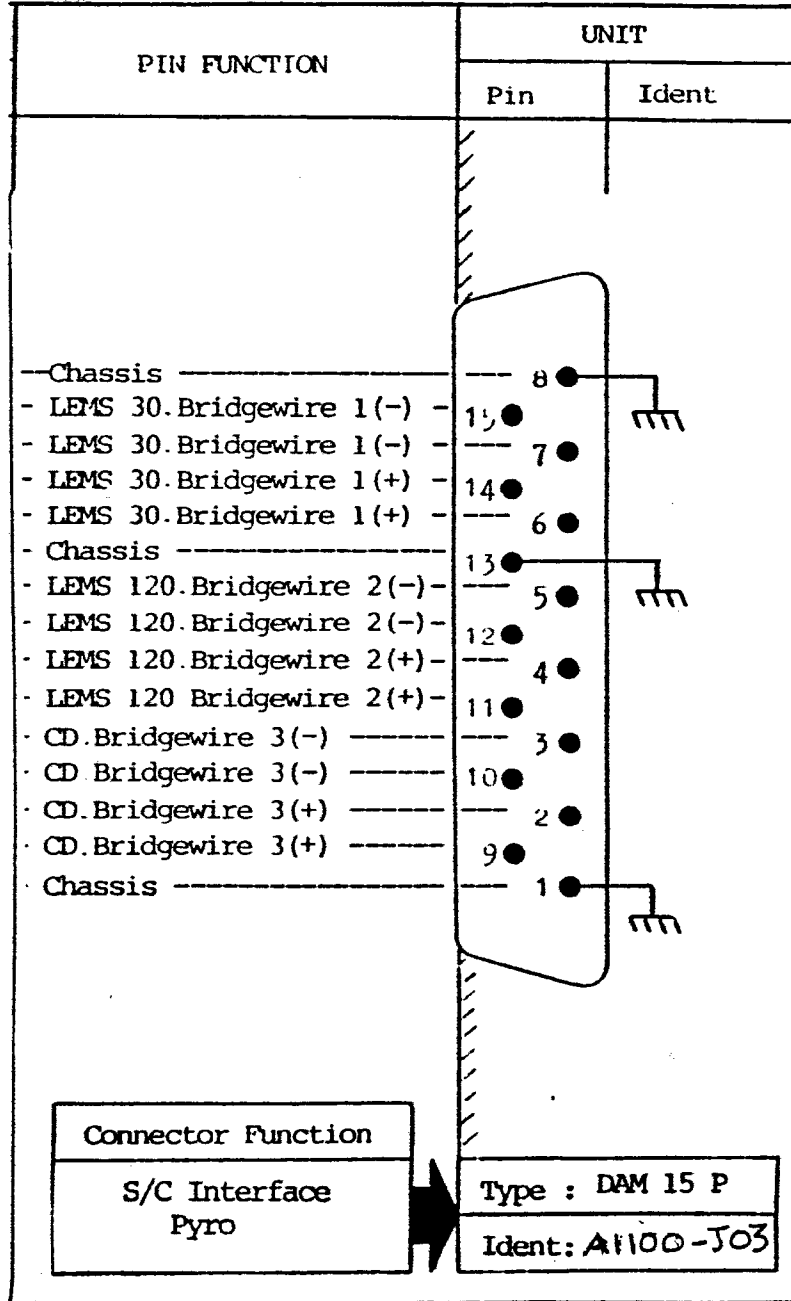 PIN FUNCTION
UNIT
Pin Ident
Chassis 8
LEMS 30.Bridgewire 1(-) 15
LEMS 30.Bridgewire 1(-) 7
LEMS 30.Bridgewire 1(+) 14
LEMS 30.Bridgewire 1(+) 6
Chassis 13
LEMS 120.Bridgewire 2(-) 5
LEMS 120.Bridgewire 2(-) 12
LEMS 120.Bridgewire 2(+) 4
LEMS 120 Bridgewire 2(+) 11
CD.Bridgewire 3(-) 3
CD Bridgewire 3(-) 10
CD.Bridgewire 3(+) 2
CD.Bridgewire 3(+) 9
Chassis 1
Connector Function
S/C Interface
Pyro
Type : DAM 15 P
Ident: A1100-J03